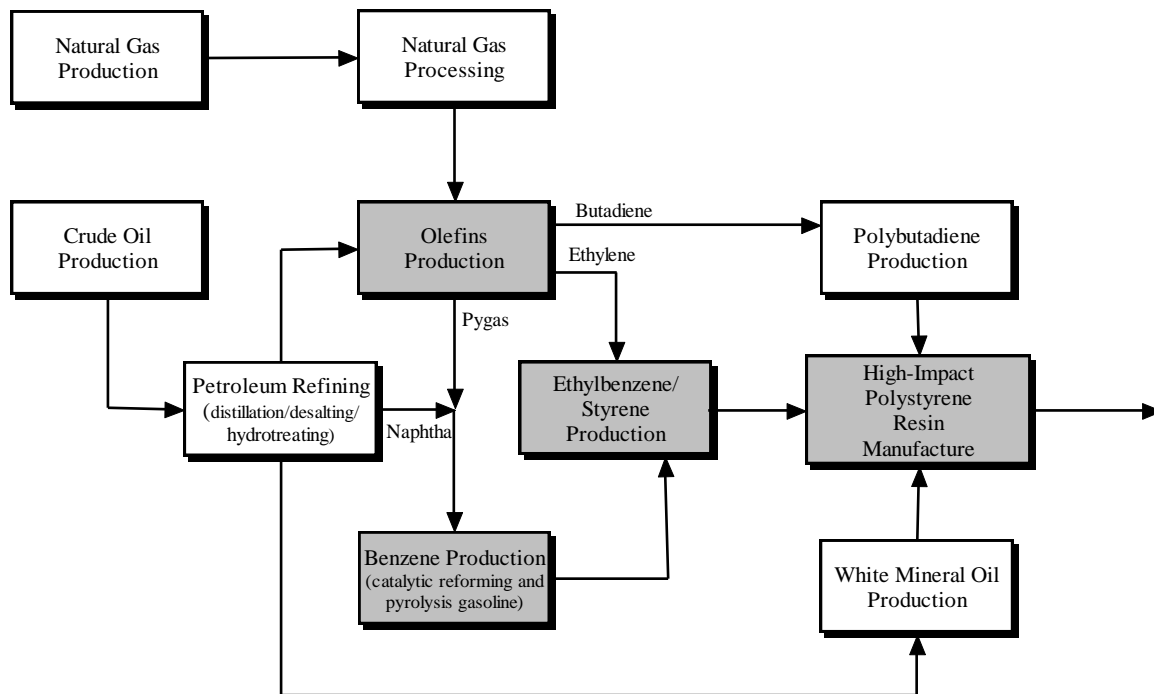 Natural Gas
Production
Natural Gas
Processing
Crude Oil
Production
Olefins
Production
Butadiene
Ethylene
Pygas
Polybutadiene
Production
Petroleum Refining
(distillation/desalting/
hydrotreating)
Naphtha
Ethylbenzene/
Styrene
Production
High-Impact
Polystyrene
Resin
Manufacture
Benzene Production
(catalytic reforming and
pyrolysis gasoline)
White Mineral Oil
Production